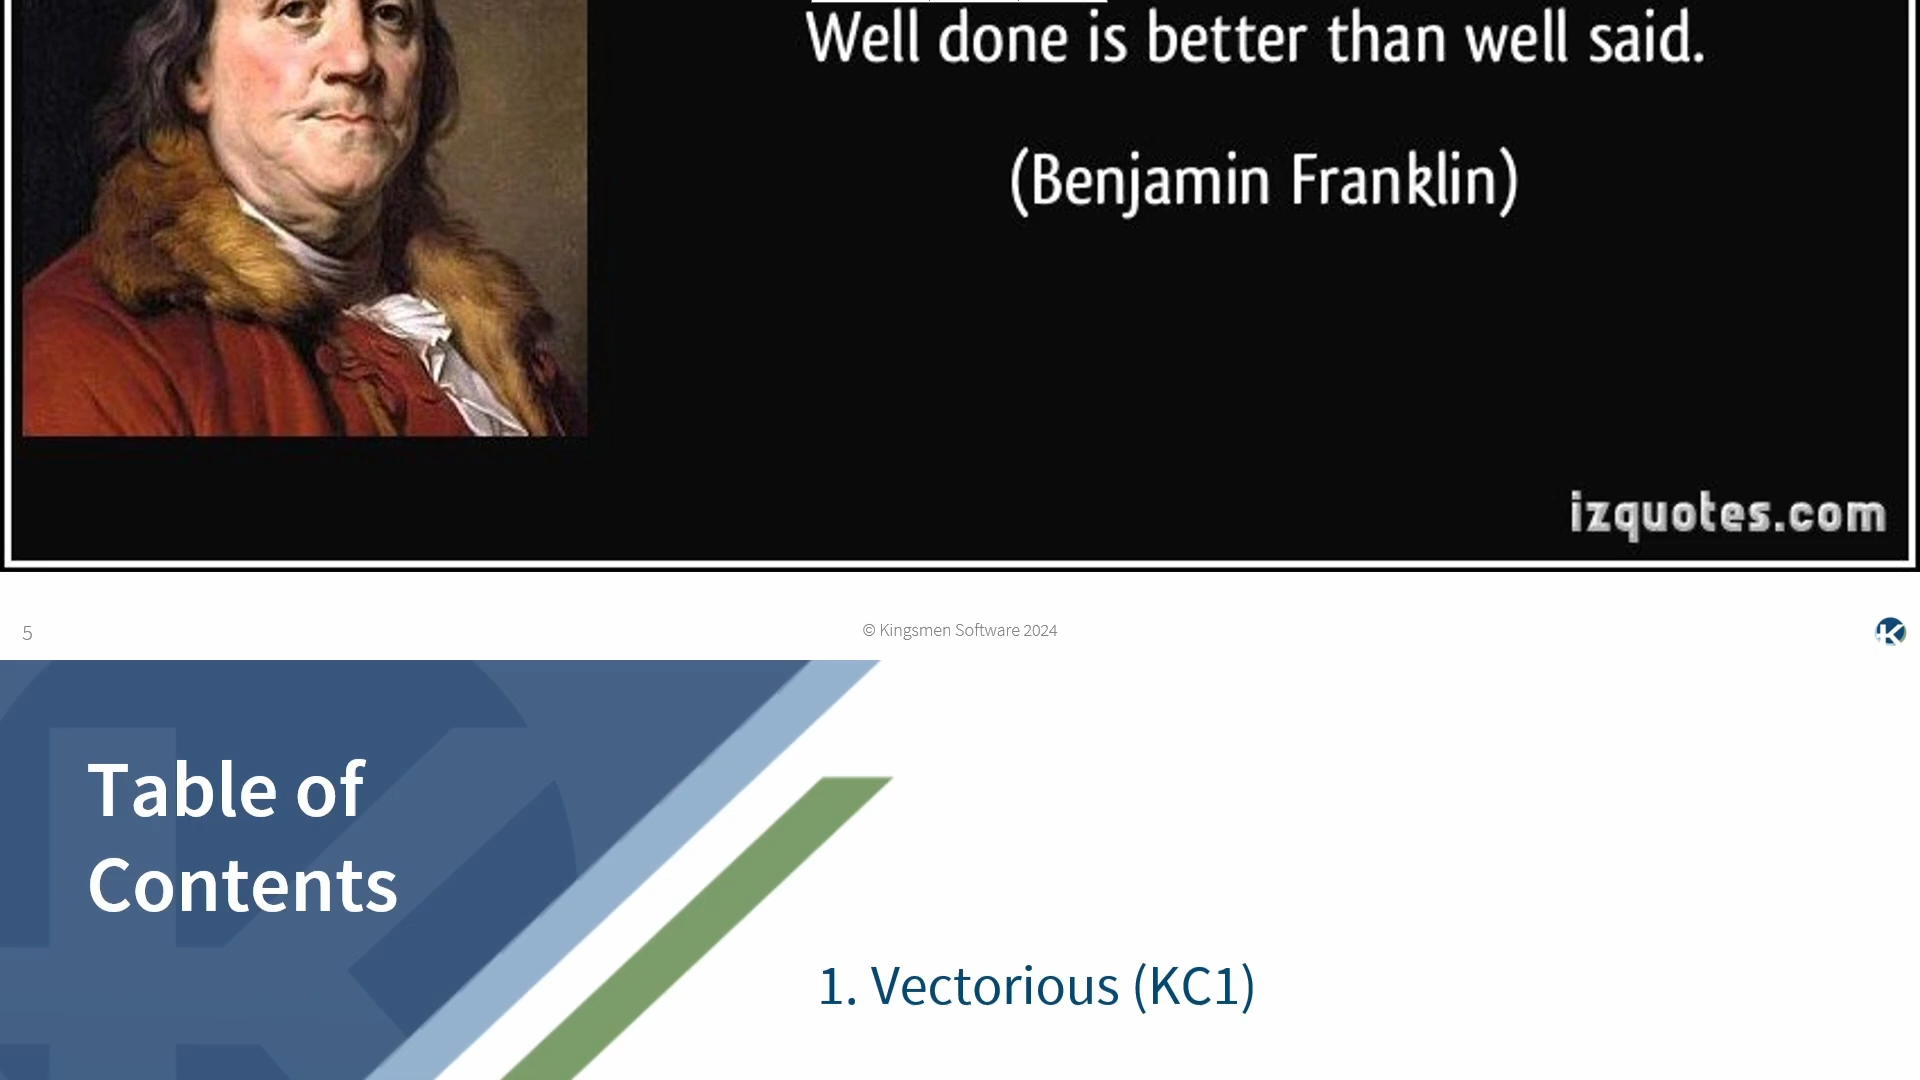 Well done is better than well said.
(Benjamin Franklin)
izquotes.com
5
© Kingsmen Software 2024
K
Table of
Contents
1. Vectorious (KC1)